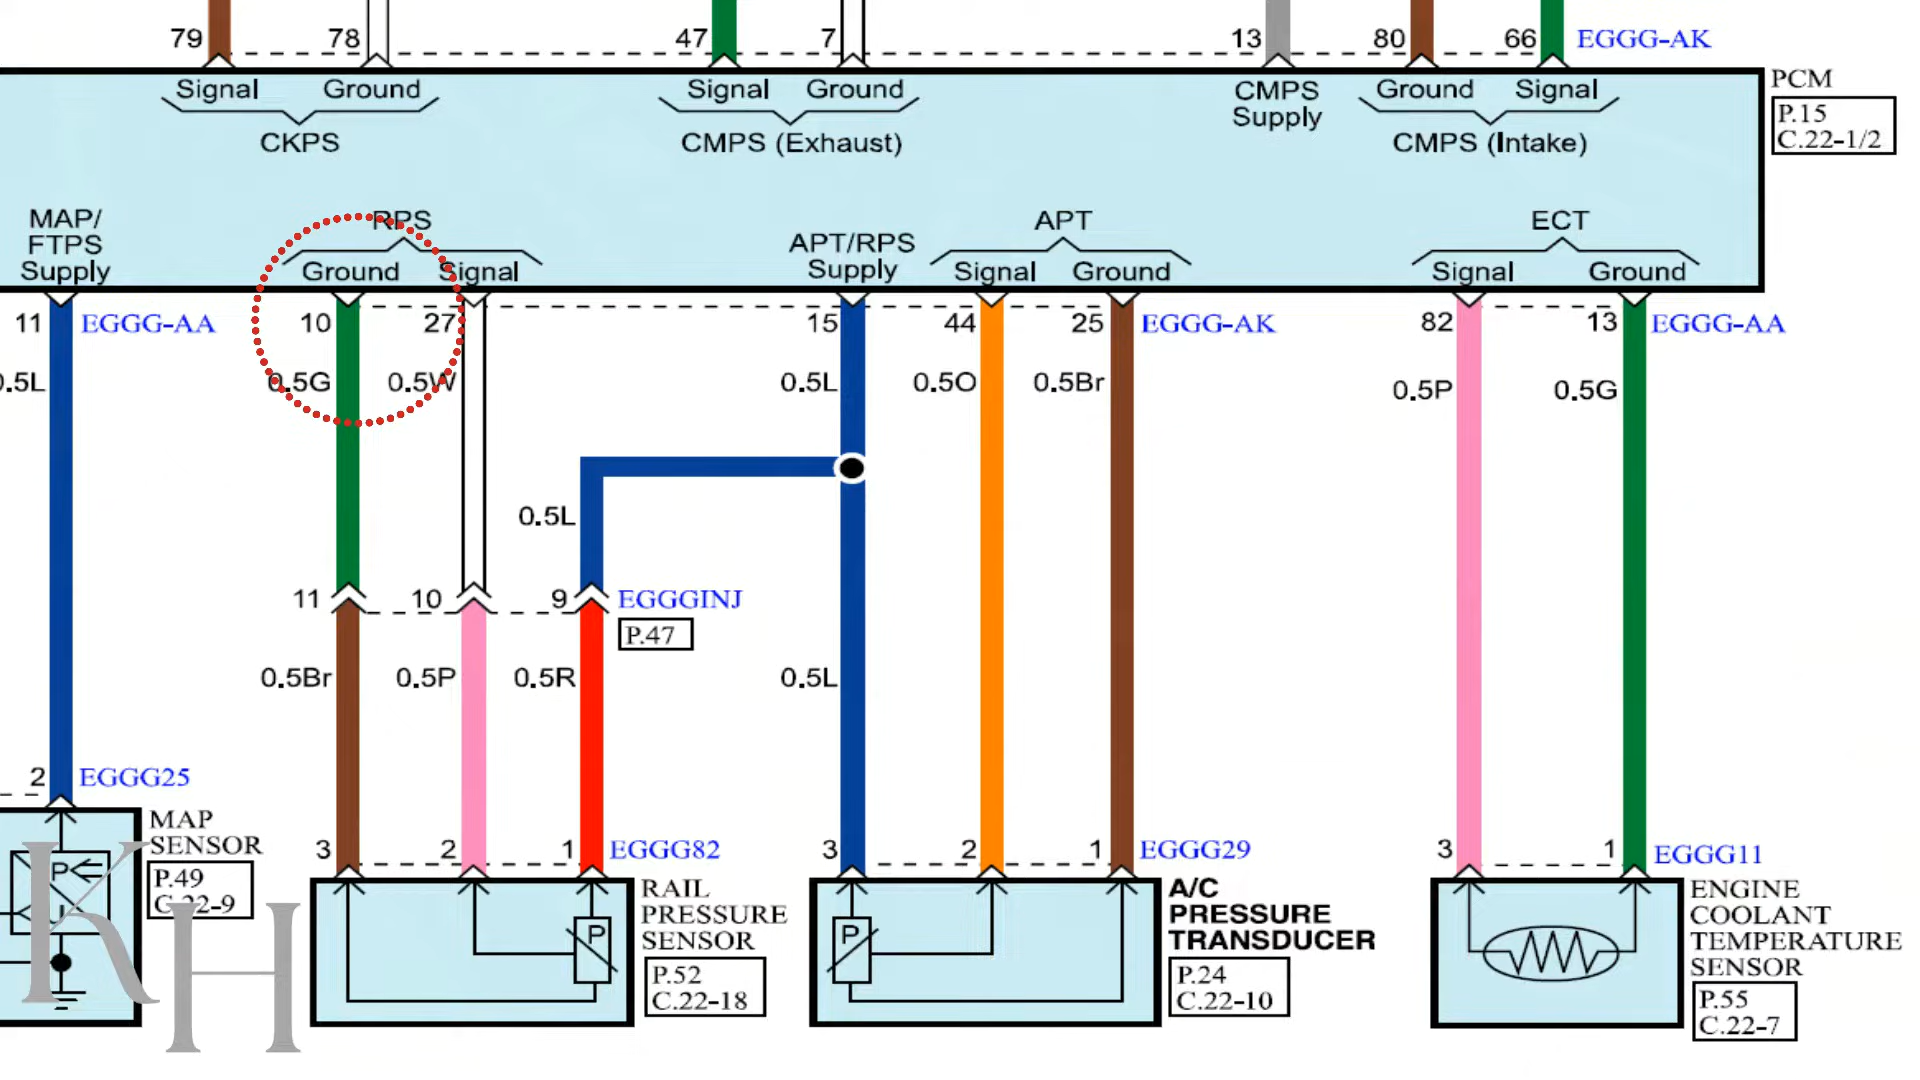 79
78
47
7
13
80
66
EGGG-AK
Signal
Ground
CKPS
Signal
Ground
CMPS (Exhaust)
CMPS
Supply
Ground
Signal
CMPS (Intake)
PCM
P.15
C.22-1/2
MAP/
FTPS
Supply
RPS
Ground
Signal
APT/RPS
Supply
APT
Signal
Ground
ECT
Signal
Ground
11
EGGG-AA
10
27
15
44
25
EGGG-AK
82
13
EGGG-AA
0.5L
0.5G
0.5W
0.5L
0.5O
0.5Br
0.5P
0.5G
0.5L
11
10
9
EGGGINJ
P.47
0.5Br
0.5P
0.5R
0.5L
2
EGGG25
3
2
1
EGGG82
3
2
1
EGGG29
3
1
EGGG11
MAP
SENSOR
P.49
C.22-9
P
RAIL
PRESSURE
SENSOR
P.52
C.22-18
P
P
A/C
PRESSURE
TRANSDUCER
P.24
C.22-10
ENGINE
COOLANT
TEMPERATURE
SENSOR
P.55
C.22-7
KH